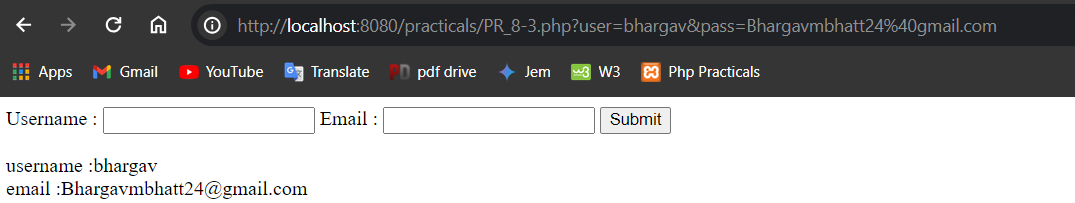 http://localhost:8080/practicals/PR_8-3.php?user=bhargav&pass=Bhargavmbhatt24%40gmail.com
Apps Gmail YouTube Translate PD pdf drive Jem W3 Php Practicals
Username : Email : Submit
username :bhargav
email :Bhargavmbhatt24@gmail.com